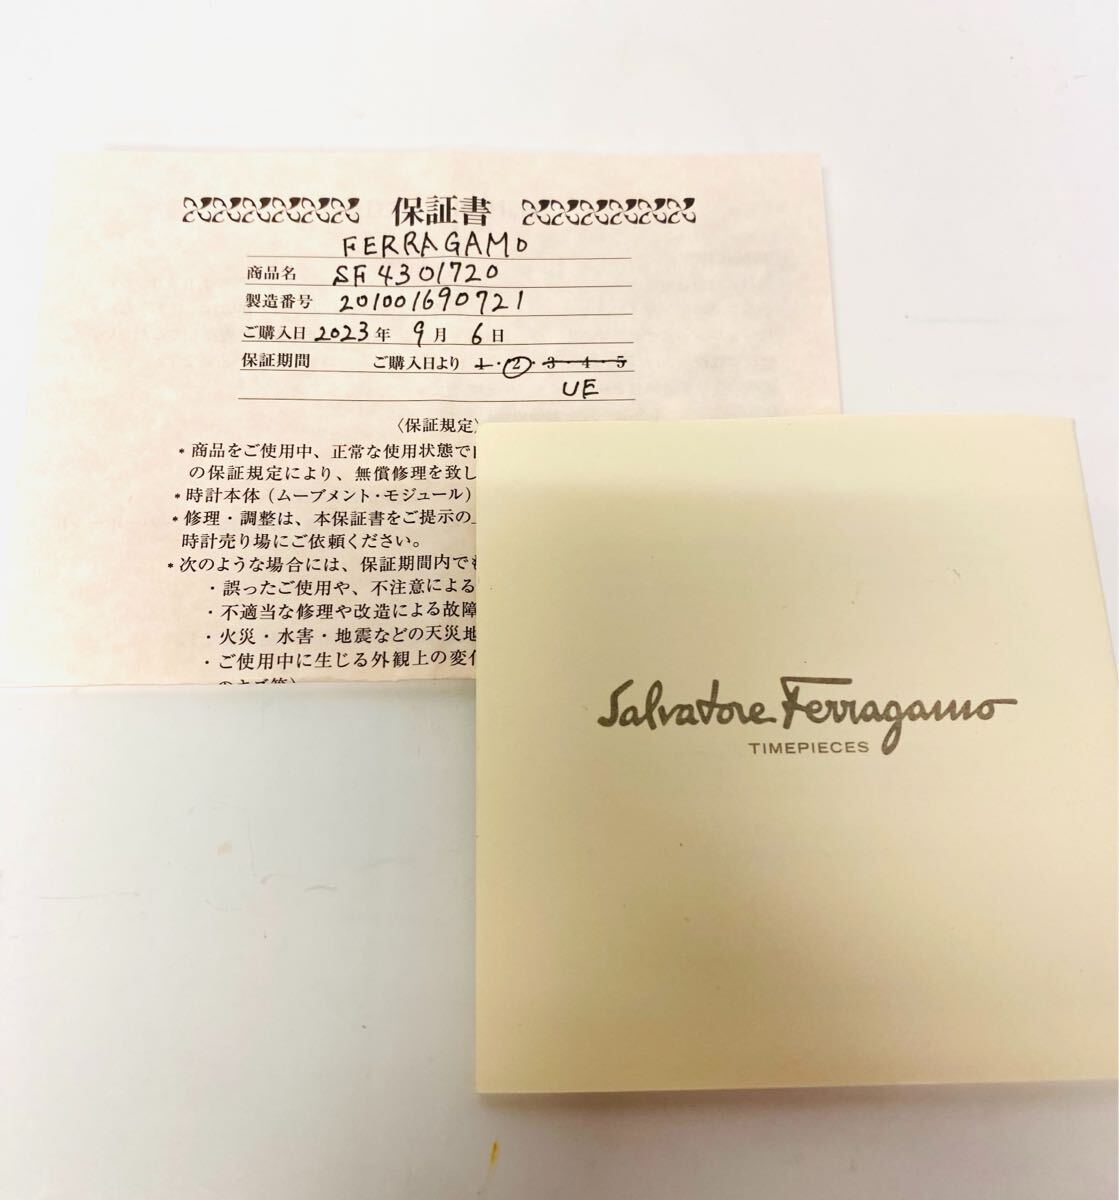 保証書
FERRAGAMO
商品名 SF4301720
製造番号 201001690721
ご購入日 2023年 9月 6日
保証期間 ご購入日より 1・2・3・4・5
UE
〈保証規定〉
* 商品をご使用中、正常な使用状態で
の保証規定により、無償修理を致し
* 時計本体（ムーブメント・モジュール）
* 修理・調整は、本保証書をご提示の
時計売り場にご依頼ください。
* 次のような場合には、保証期間内でも
・誤ったご使用や、不注意による
・不適当な修理や改造による故障
・火災・水害・地震などの天災地
・ご使用中に生じる外観上の変化
Salvatore Ferragamo
TIMEPIECES